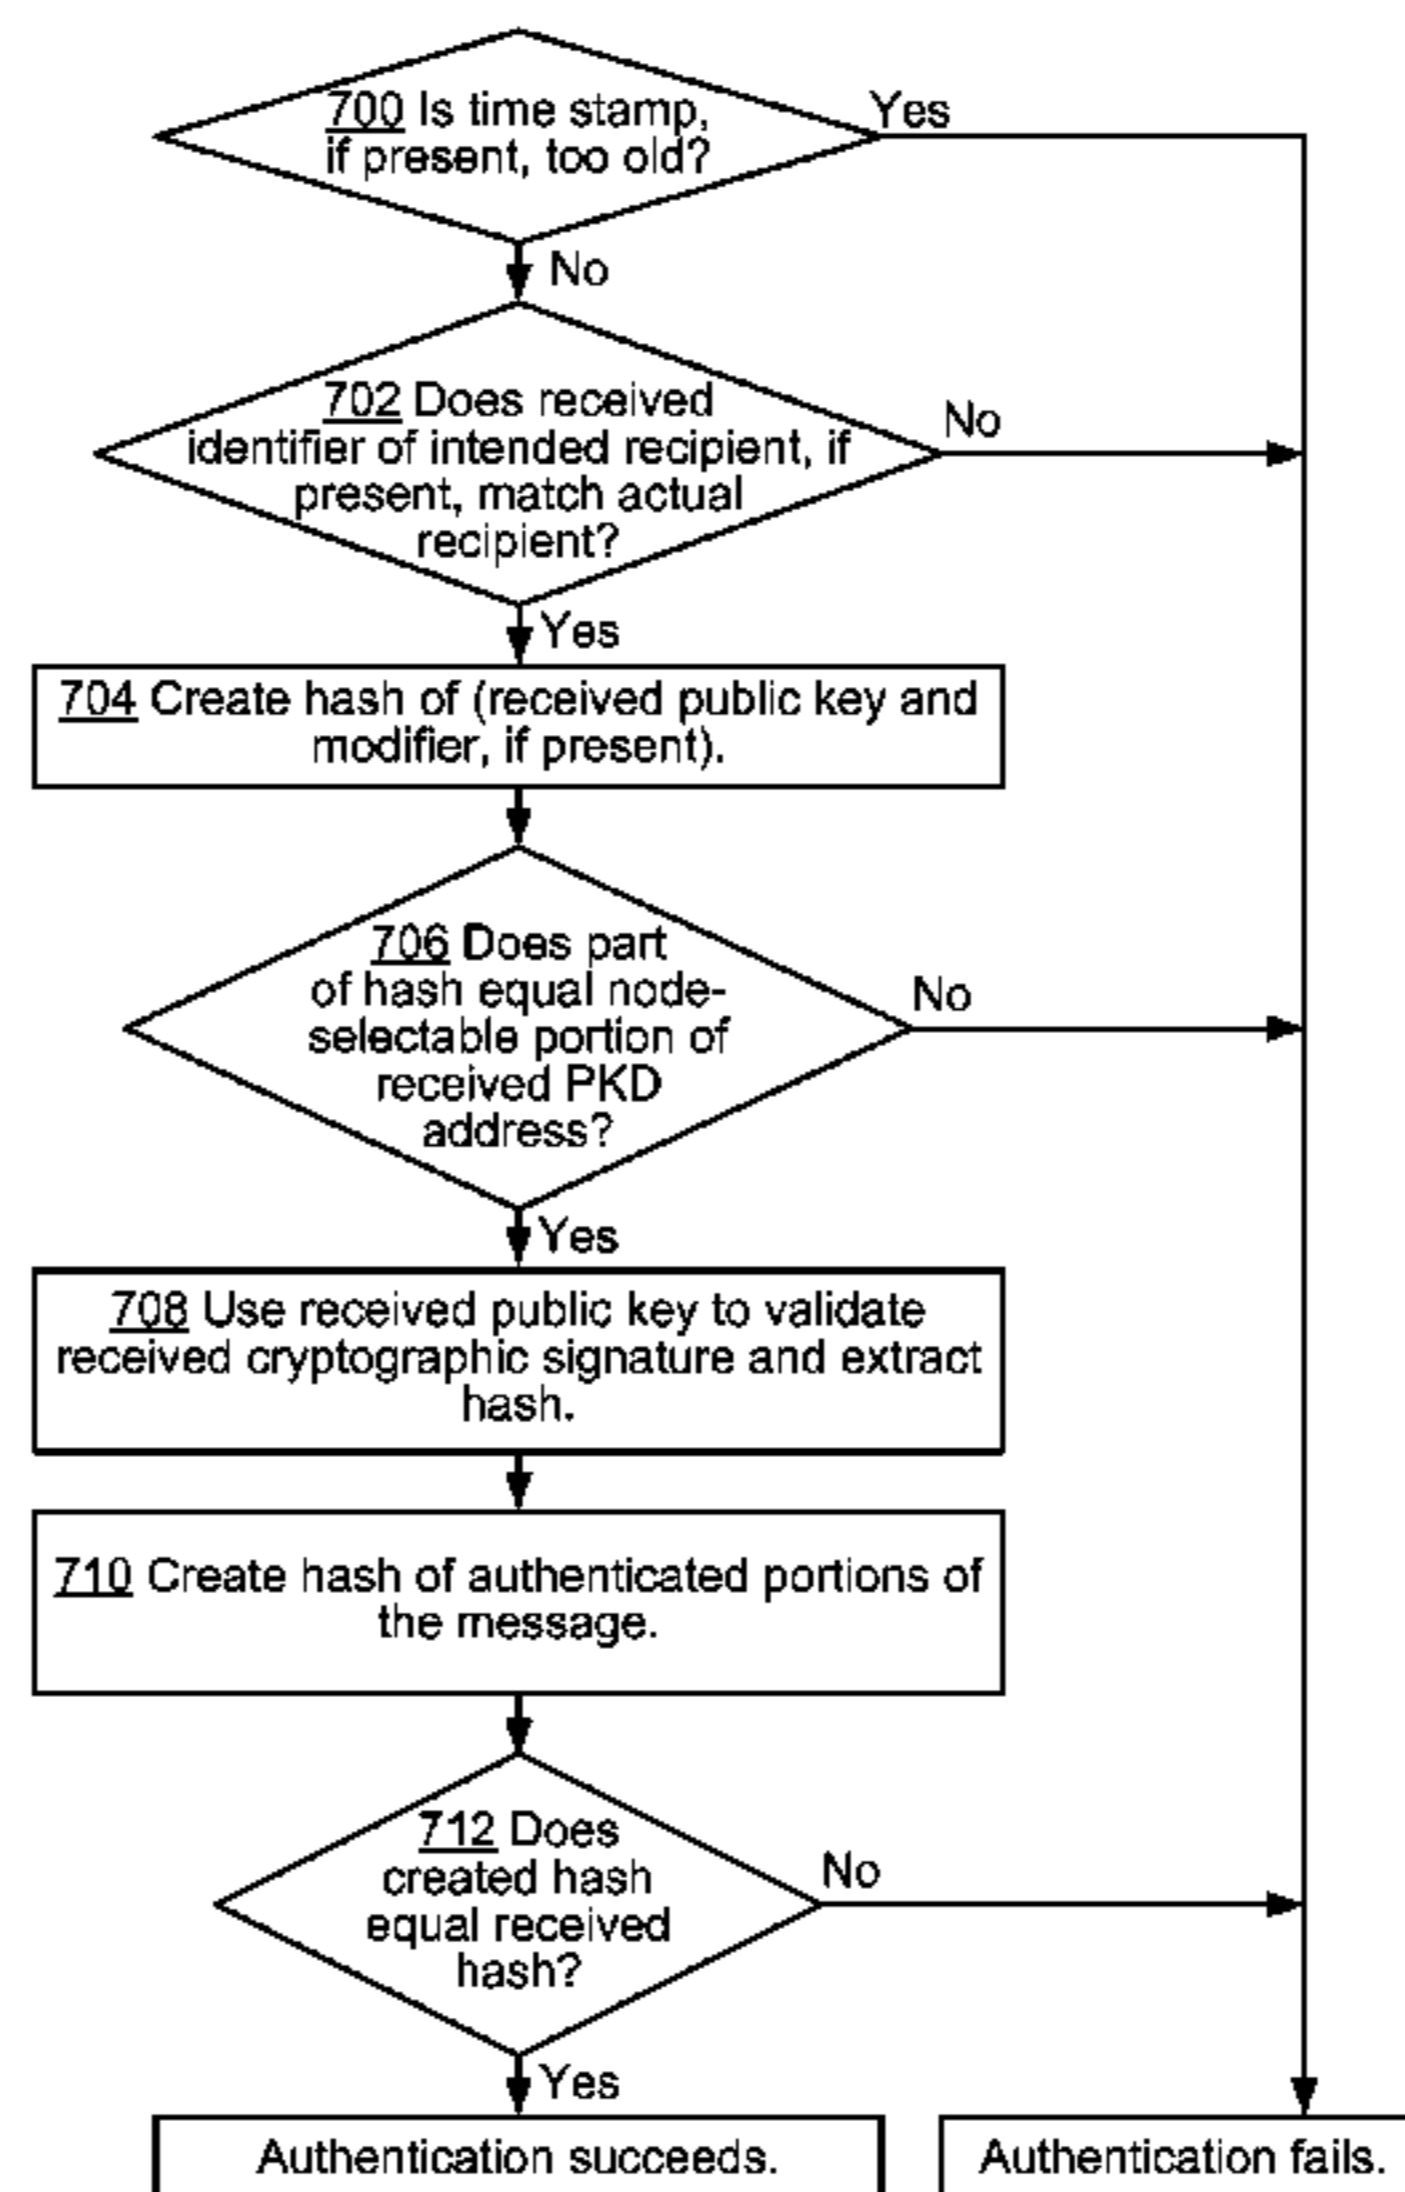 700 Is time stamp,
if present, too old?
Yes
No
702 Does received
identifier of intended recipient, if
present, match actual
recipient?
No
Yes
704 Create hash of (received public key and
modifier, if present).
706 Does part
of hash equal node-
selectable portion of
received PKD
address?
No
Yes
708 Use received public key to validate
received cryptographic signature and extract
hash.
710 Create hash of authenticated portions of
the message.
712 Does
created hash
equal received
hash?
No
Yes
Authentication succeeds.
Authentication fails.